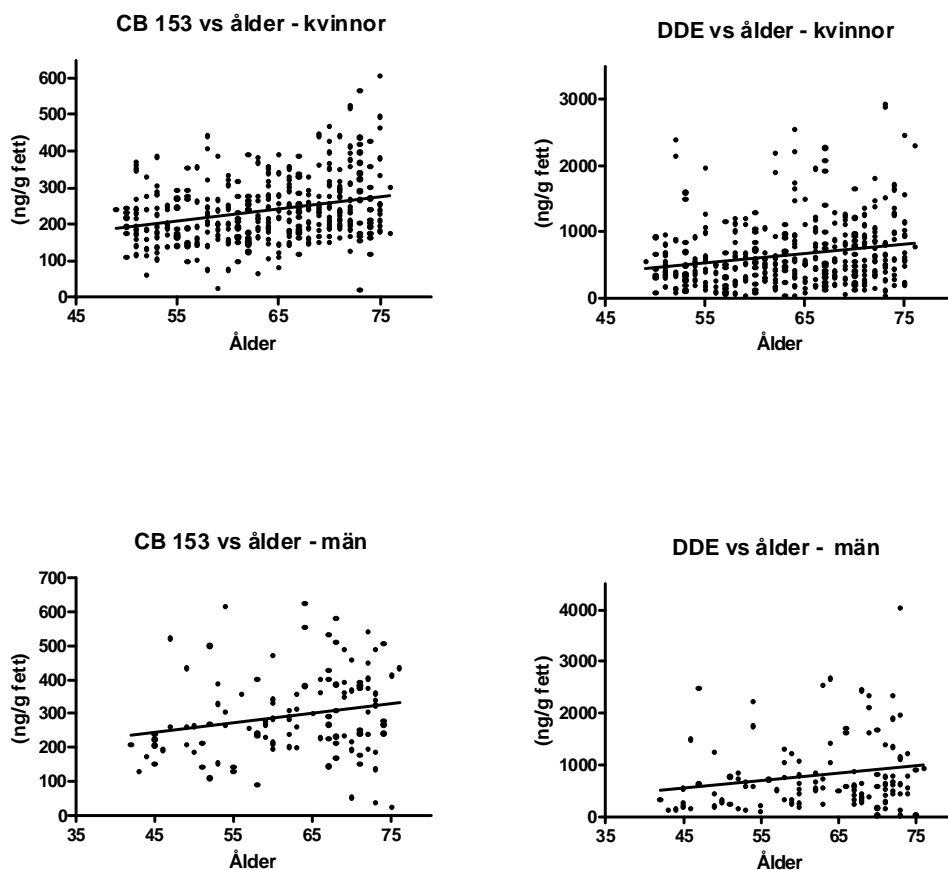 CB 153 vs ålder - kvinnor
(ng/g fett)
600
500
400
300
200
100
0
45 55 65 75
Ålder
DDE vs ålder - kvinnor
(ng/g fett)
3000
2000
1000
0
45 55 65 75
Ålder
CB 153 vs ålder - män
(ng/g fett)
700
600
500
400
300
200
100
0
35 45 55 65 75
Ålder
DDE vs ålder - män
(ng/g fett)
4000
3000
2000
1000
0
35 45 55 65 75
Ålder